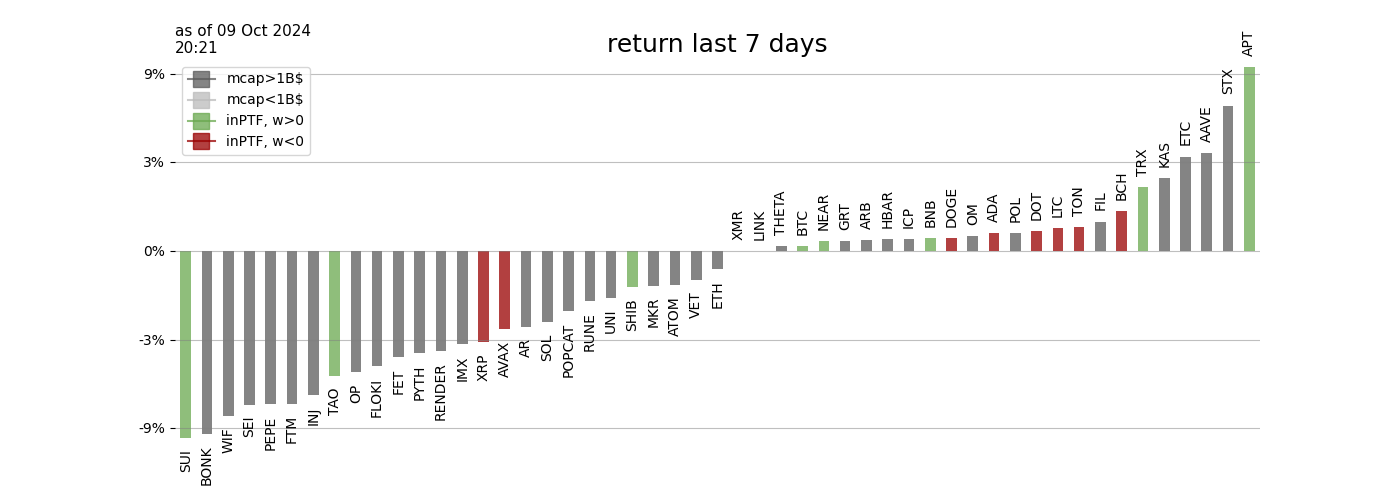 as of 09 Oct 2024
20:21
return last 7 days
mcap>1B$
mcap<1B$
inPTF, w>0
inPTF, w<0
9%
3%
0%
-3%
-9%
SUI
BONK
WIF
SEI
PEPE
FTM
INJ
TAO
OP
FLOKI
FET
PYTH
RENDER
IMX
XRP
AVAX
AR
SOL
POPCAT
RUNE
UNI
SHIB
MKR
ATOM
VET
ETH
XMR
LINK
THETA
BTC
NEAR
GRT
ARB
HBAR
ICP
BNB
DOGE
OM
ADA
POL
DOT
LTC
TON
FIL
BCH
TRX
KAS
ETC
AAVE
STX
APT